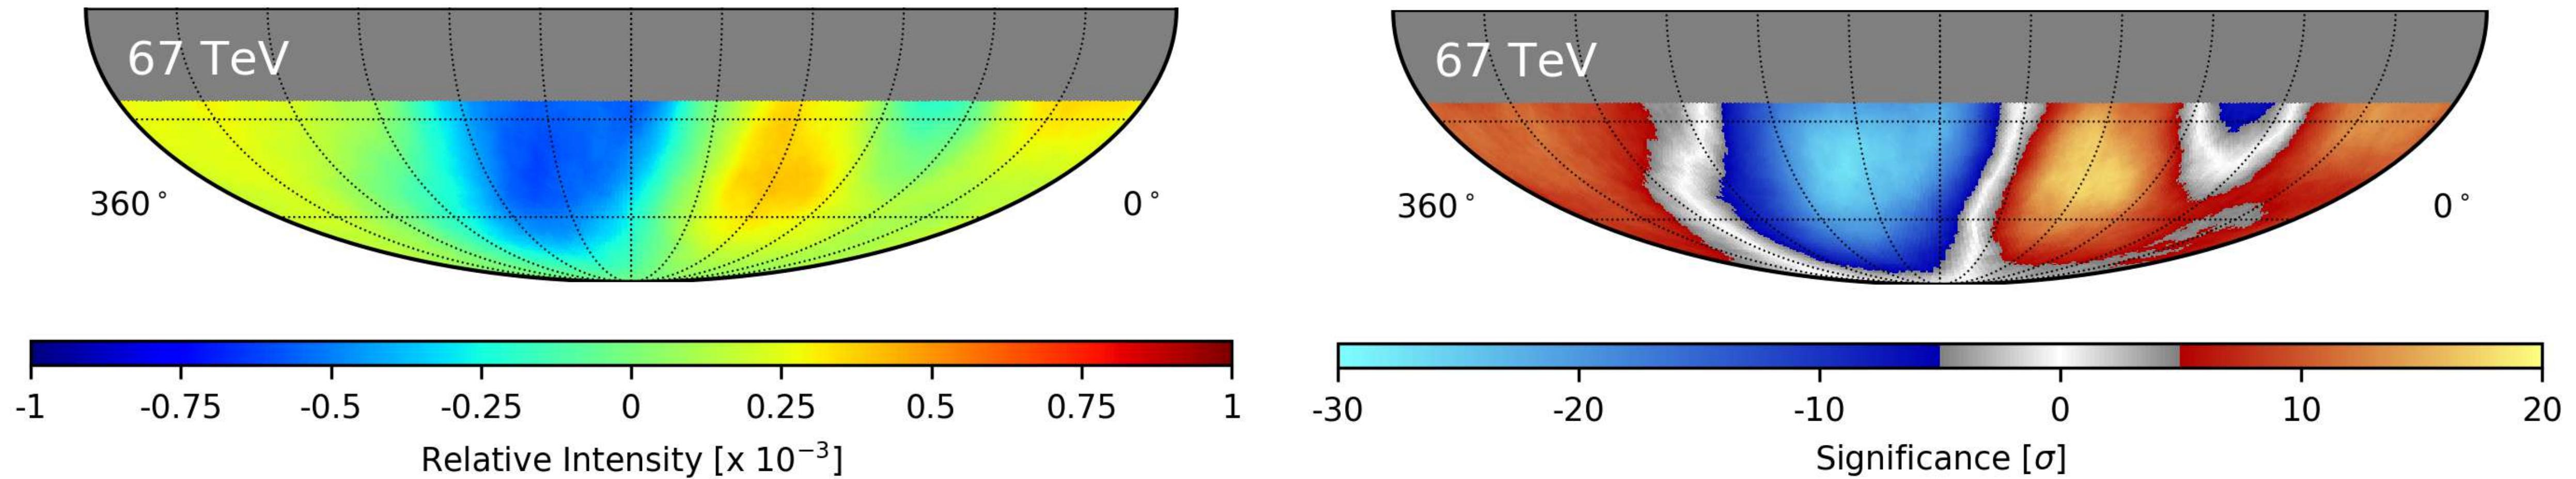 67 TeV
360°
0°
-1 -0.75 -0.5 -0.25 0 0.25 0.5 0.75 1
Relative Intensity [x 10⁻³]
67 TeV
360°
0°
-30 -20 -10 0 10 20
Significance [σ]